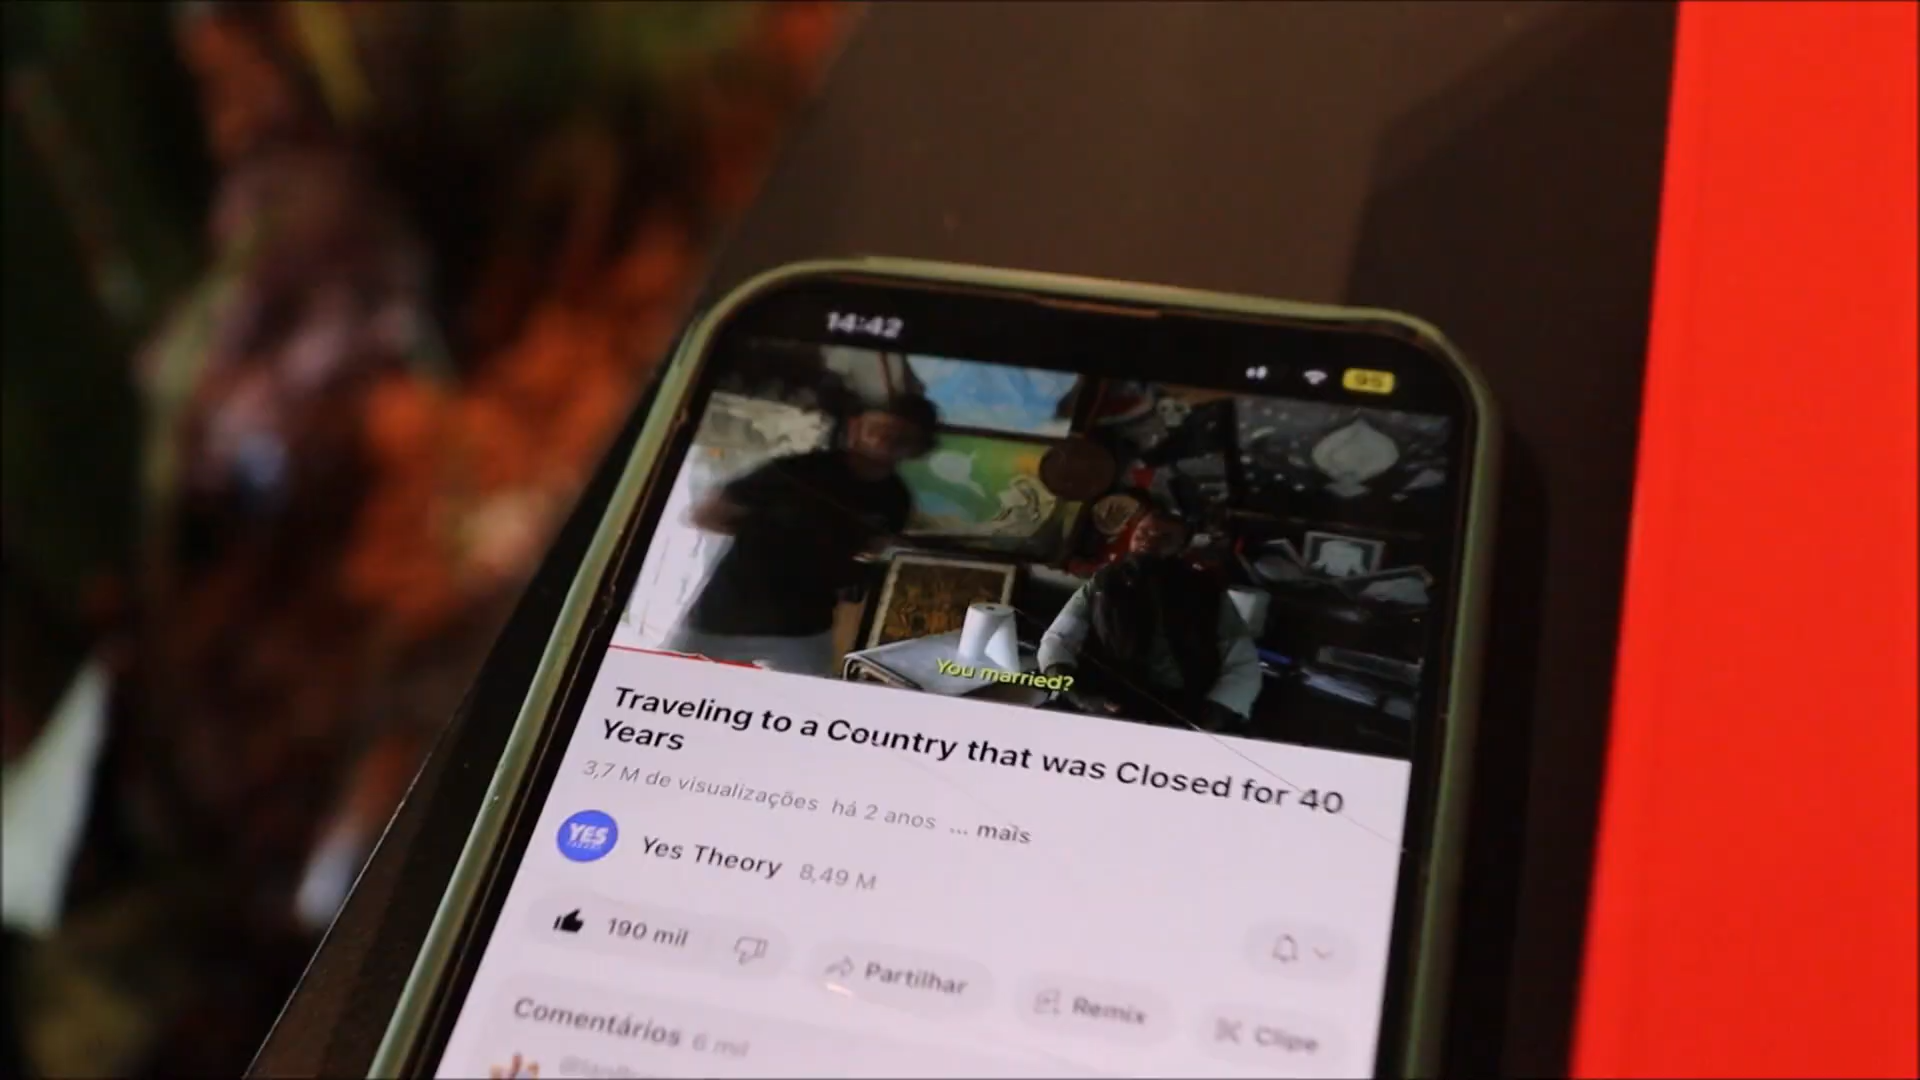 14:42
95
You married?
Traveling to a Country that was Closed for 40
Years
3,7 M de visualizações há 2 anos ... mais
YES
Yes Theory 8,49 M
190 mil
Partilhar
Remix
Clipe
Comentários 6 mil